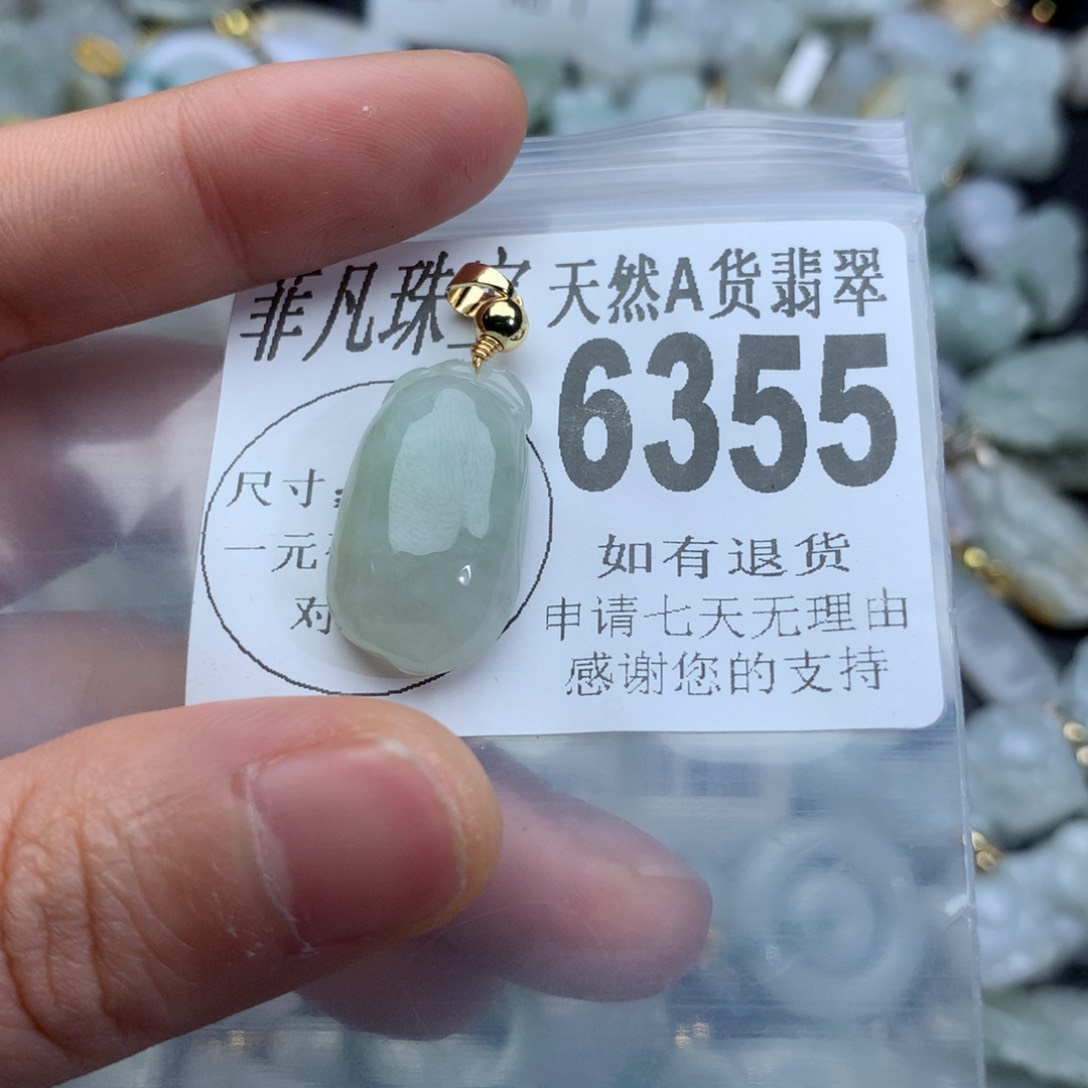 菲凡珠宝
天然A货翡翠
6355
尺寸:
一元
对
如有退货
申请七天无理由
感谢您的支持